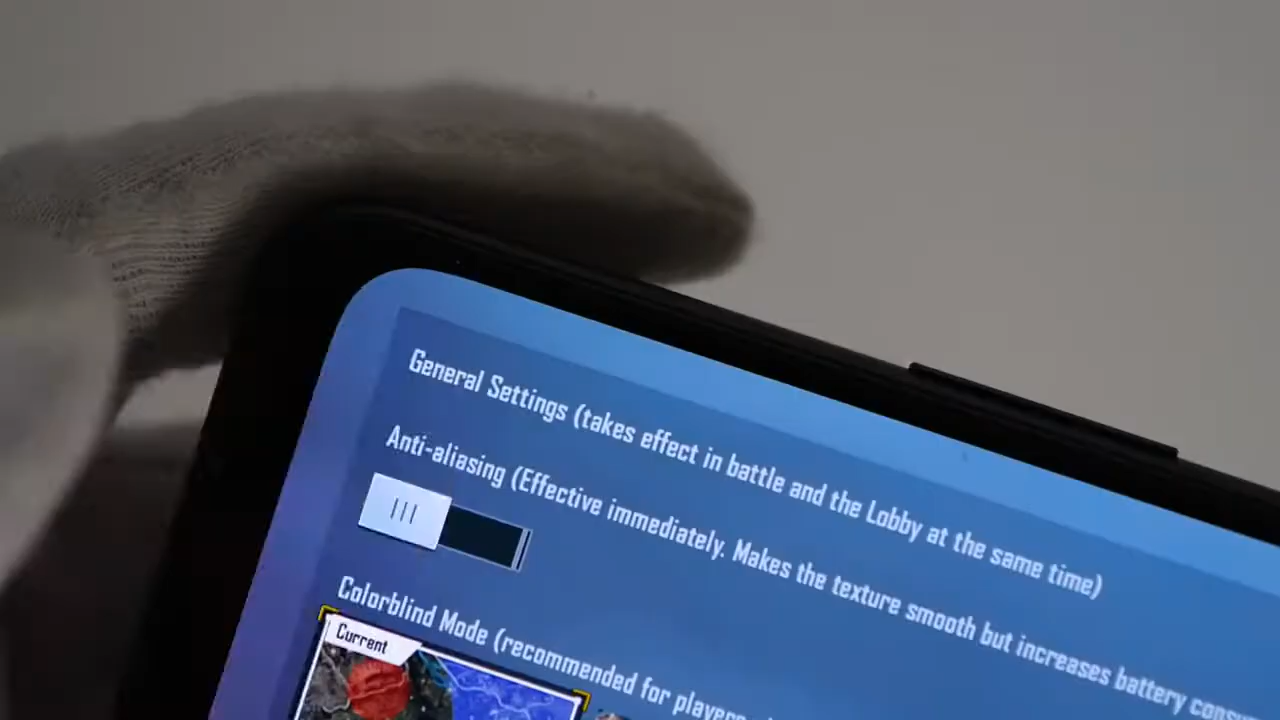 General Settings (takes effect in battle and the Lobby at the same time)
Anti-aliasing (Effective immediately. Makes the texture smooth but increases battery
Colorblind Mode (recommended for players
Current